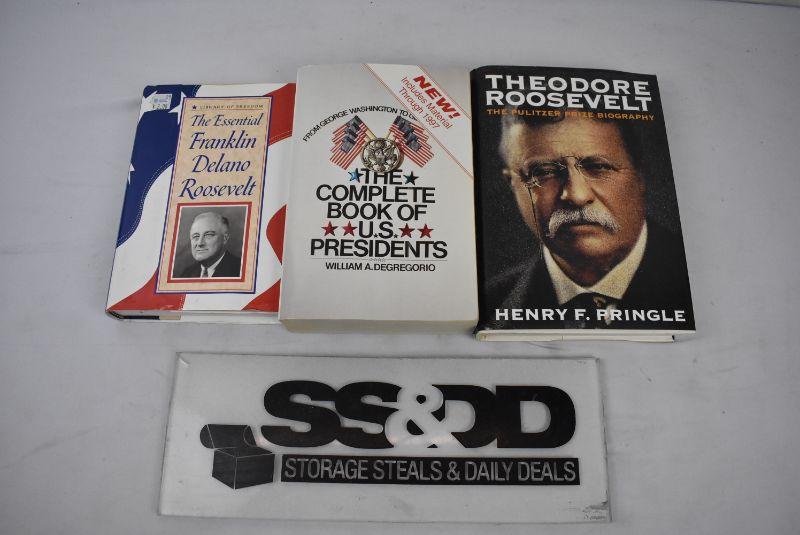 LIBRARY OF FREEDOM
The Essential
Franklin
Delano
Roosevelt
NEW!
Includes Material
Through 1997
FROM GEORGE WASHINGTON TO
THE
COMPLETE
BOOK OF
U.S.
PRESIDENTS
WILLIAM A. DEGREGORIO
THEODORE
ROOSEVELT
THE PULITZER PRIZE BIOGRAPHY
HENRY F. PRINGLE
SS&DD
STORAGE STEALS & DAILY DEALS